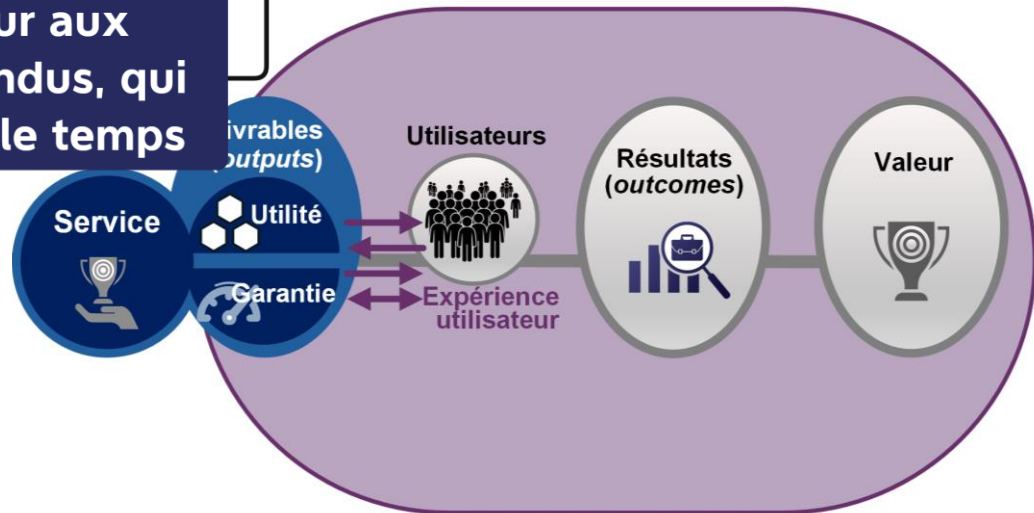 ur aux
ndus, qui
le temps
ivrables
outputs)
Utilité
Garantie
Service
Utilisateurs
Expérience
utilisateur
Résultats
(outcomes)
Valeur